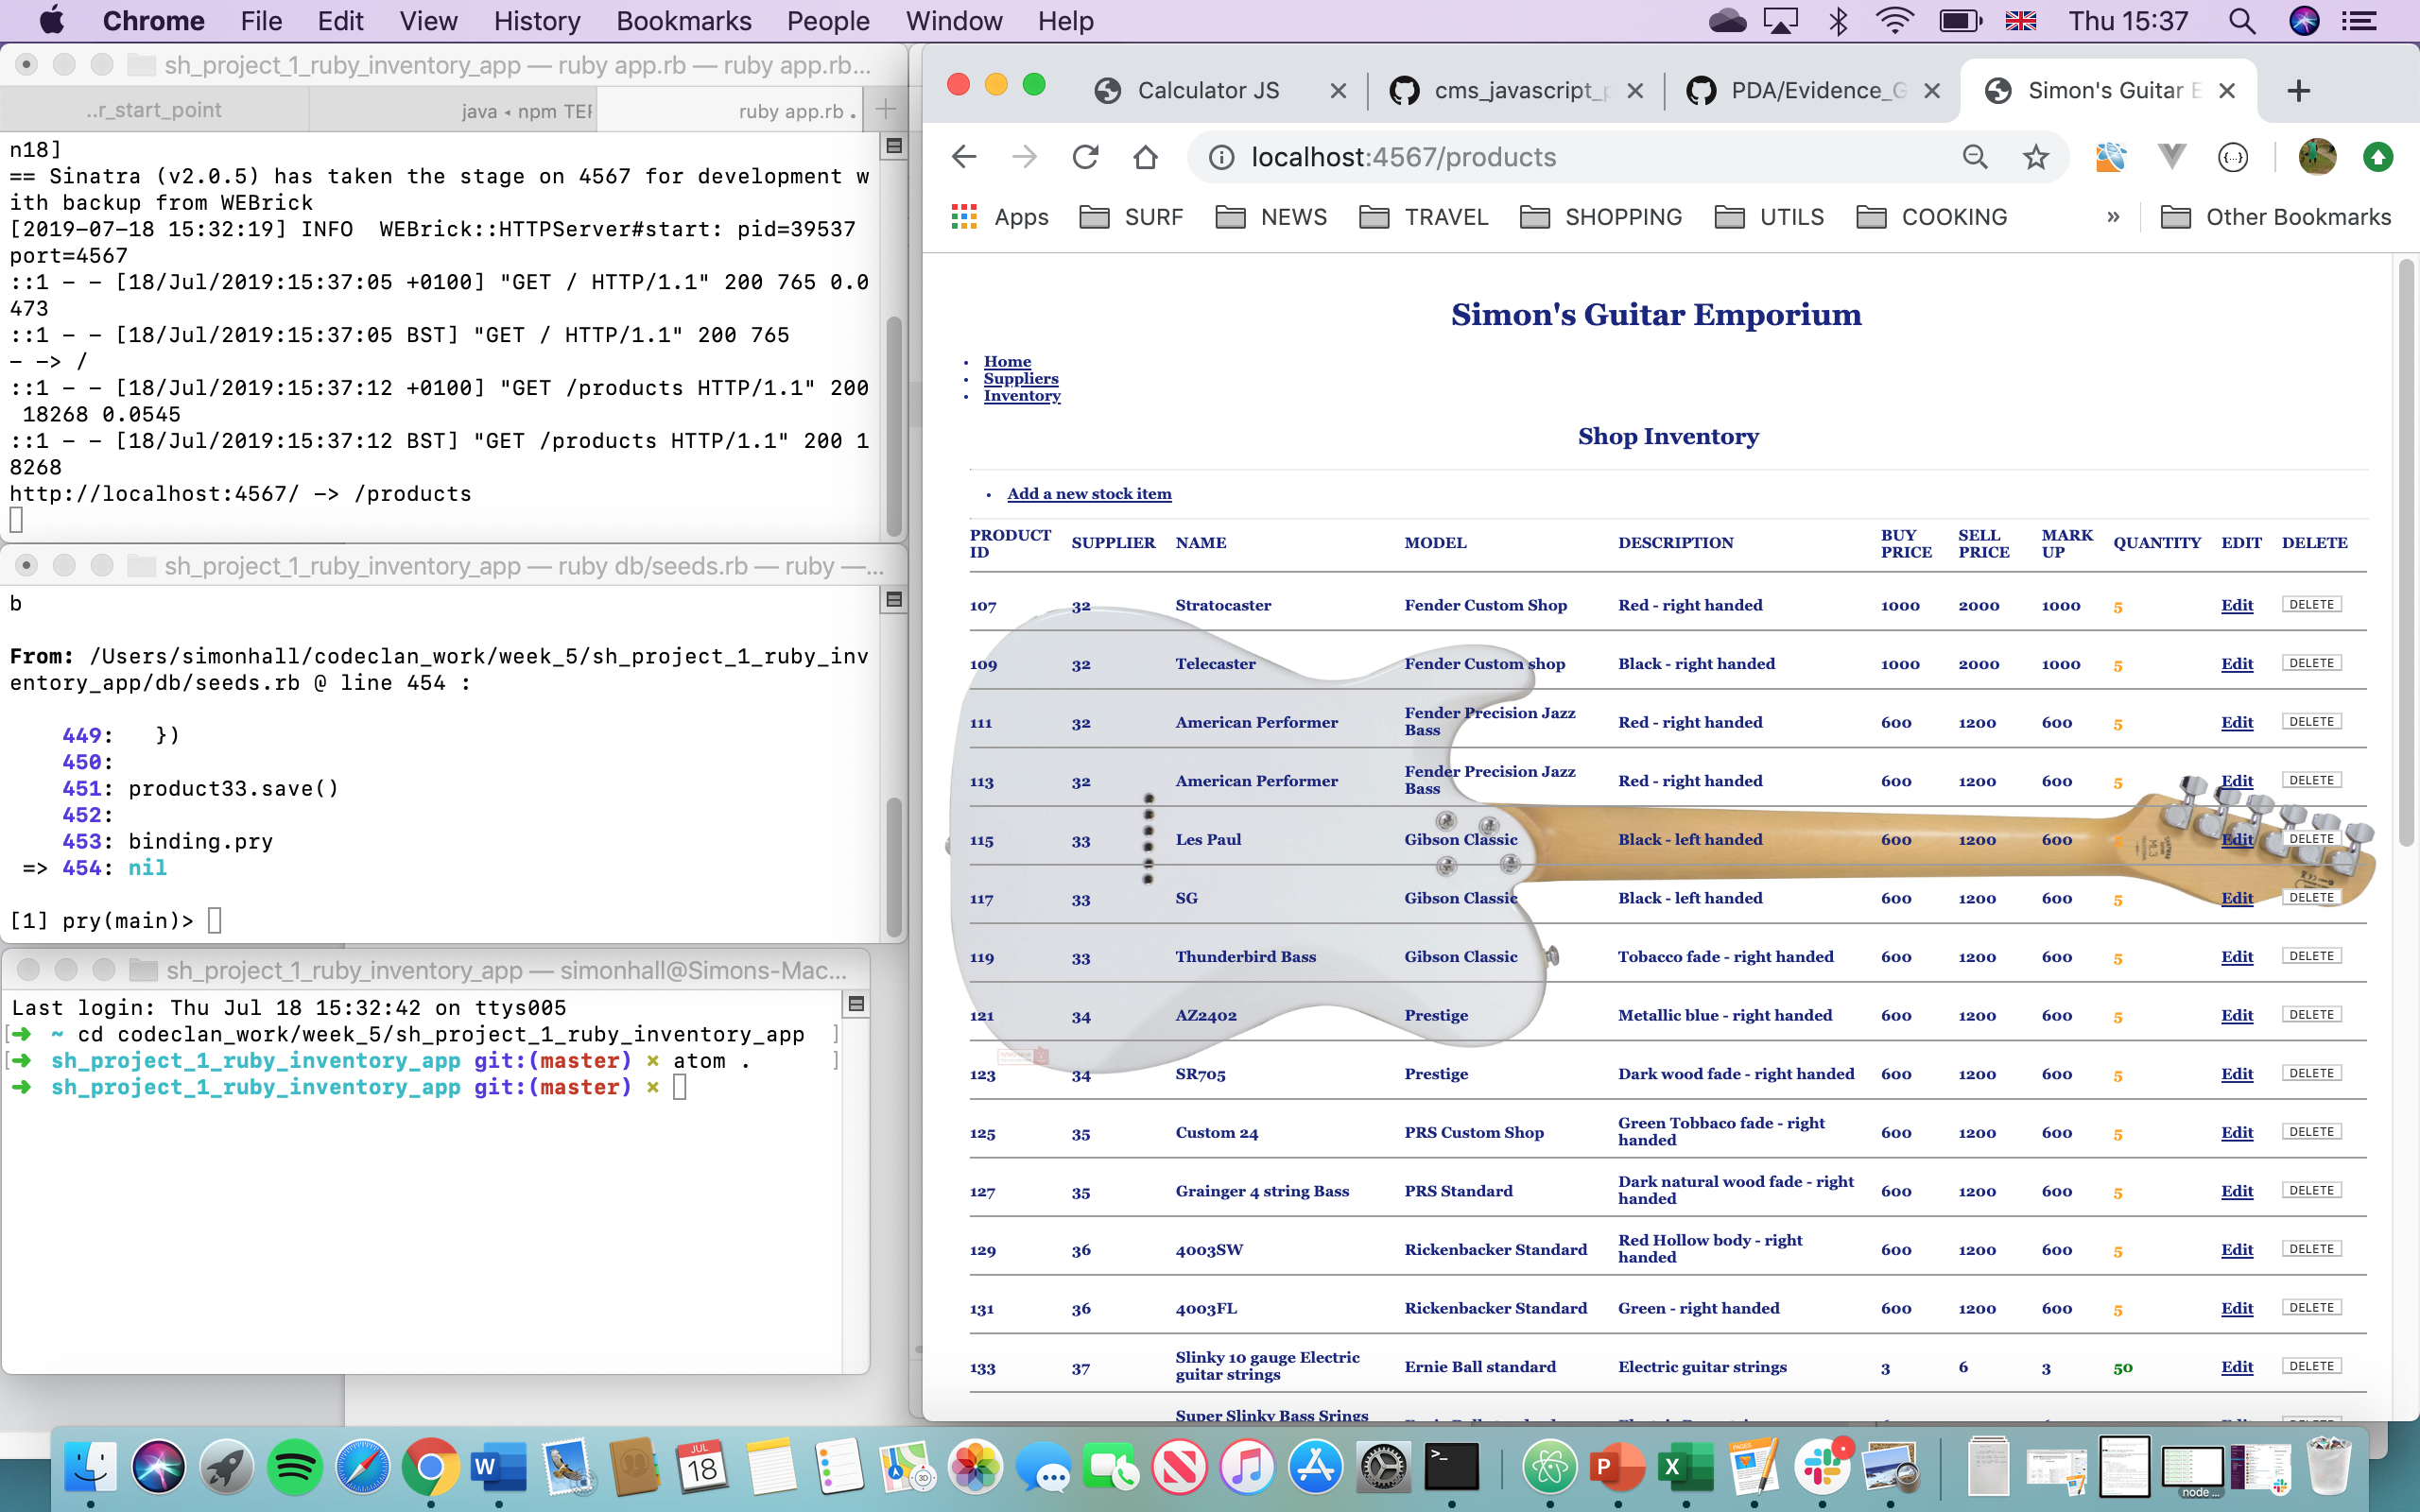 Chrome File Edit View History Bookmarks People Window Help Thu 15:37
sh_project_1_ruby_inventory_app — ruby app.rb — ruby app.rb...
..r_start_point java ◂ npm TEI ruby app.rb .
n18]
== Sinatra (v2.0.5) has taken the stage on 4567 for development w
ith backup from WEBrick
[2019-07-18 15:32:19] INFO  WEBrick::HTTPServer#start: pid=39537
port=4567
::1 - - [18/Jul/2019:15:37:05 +0100] "GET / HTTP/1.1" 200 765 0.0
473
::1 - - [18/Jul/2019:15:37:05 BST] "GET / HTTP/1.1" 200 765
- -> /
::1 - - [18/Jul/2019:15:37:12 +0100] "GET /products HTTP/1.1" 200
 18268 0.0545
::1 - - [18/Jul/2019:15:37:12 BST] "GET /products HTTP/1.1" 200 1
8268
http://localhost:4567/ -> /products
sh_project_1_ruby_inventory_app — ruby db/seeds.rb — ruby —...
b
From: /Users/simonhall/codeclan_work/week_5/sh_project_1_ruby_inv
entory_app/db/seeds.rb @ line 454 :
449:   })
450:
451: product33.save()
452:
453: binding.pry
=> 454: nil
[1] pry(main)>
sh_project_1_ruby_inventory_app — simonhall@Simons-Mac...
Last login: Thu Jul 18 15:32:42 on ttys005
[➜  ~ cd codeclan_work/week_5/sh_project_1_ruby_inventory_app ]
[➜  sh_project_1_ruby_inventory_app git:(master) × atom . ]
➜  sh_project_1_ruby_inventory_app git:(master) ×
Calculator JS cms_javascript_p PDA/Evidence_G Simon's Guitar E
localhost:4567/products
Apps SURF NEWS TRAVEL SHOPPING UTILS COOKING » Other Bookmarks
Simon's Guitar Emporium
• Home
• Suppliers
• Inventory
Shop Inventory
• Add a new stock item
PRODUCT ID SUPPLIER NAME MODEL DESCRIPTION BUY PRICE SELL PRICE MARK UP QUANTITY EDIT DELETE
107 32 Stratocaster Fender Custom Shop Red - right handed 1000 2000 1000 5 Edit DELETE
109 32 Telecaster Fender Custom shop Black - right handed 1000 2000 1000 5 Edit DELETE
111 32 American Performer Fender Precision Jazz Bass Red - right handed 600 1200 600 5 Edit DELETE
113 32 American Performer Fender Precision Jazz Bass Red - right handed 600 1200 600 5 Edit DELETE
115 33 Les Paul Gibson Classic Black - left handed 600 1200 600 Edit DELETE
117 33 SG Gibson Classic Black - left handed 600 1200 600 5 Edit DELETE
119 33 Thunderbird Bass Gibson Classic Tobacco fade - right handed 600 1200 600 5 Edit DELETE
121 34 AZ2402 Prestige Metallic blue - right handed 600 1200 600 5 Edit DELETE
123 34 SR705 Prestige Dark wood fade - right handed 600 1200 600 5 Edit DELETE
125 35 Custom 24 PRS Custom Shop Green Tobbaco fade - right handed 600 1200 600 5 Edit DELETE
127 35 Grainger 4 string Bass PRS Standard Dark natural wood fade - right handed 600 1200 600 5 Edit DELETE
129 36 4003SW Rickenbacker Standard Red Hollow body - right handed 600 1200 600 5 Edit DELETE
131 36 4003FL Rickenbacker Standard Green - right handed 600 1200 600 5 Edit DELETE
133 37 Slinky 10 gauge Electric guitar strings Ernie Ball standard Electric guitar strings 3 6 3 50 Edit DELETE
Super Slinky Bass Srings
JUL
18
node ...